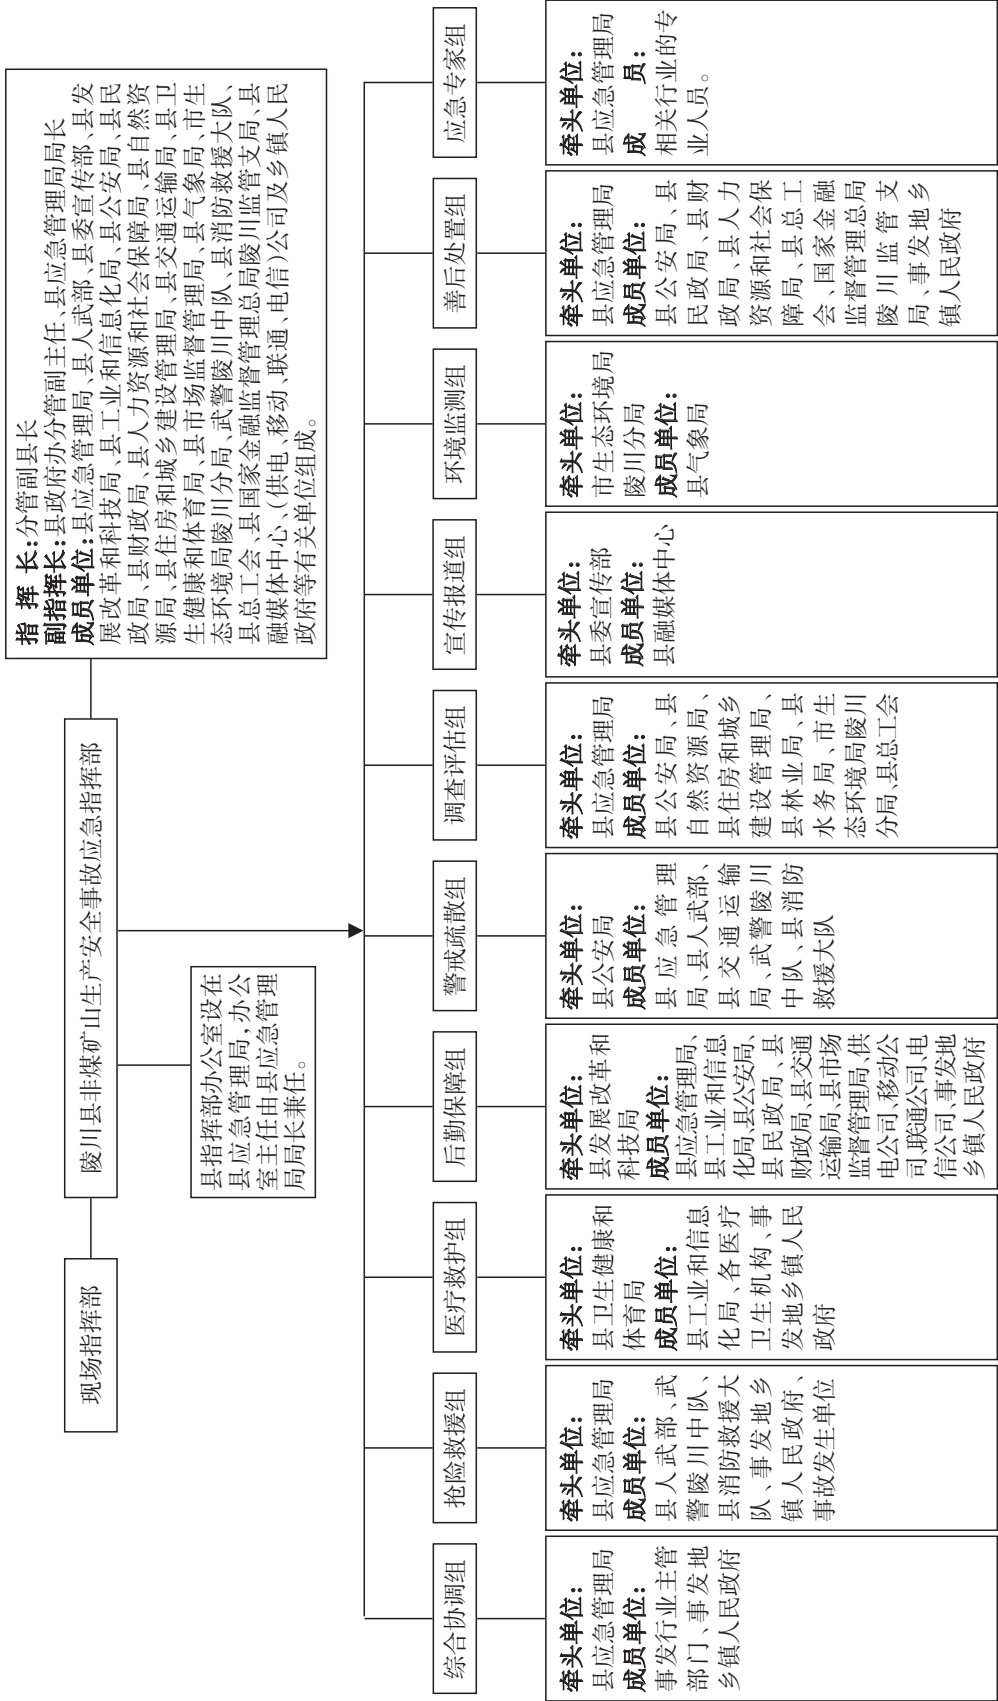 现场指挥部
陵川县非煤矿山生产安全事故应急指挥部
指 挥 长:分管副县长
副指挥长:县政府办分管副主任、县应急管理局局长
成员单位:县应急管理局、县人武部、县委宣传部、县发
展改革和科技局、县工业和信息化局、县公安局、县民
政局、县财政局、县人力资源和社会保障局、县自然资
源局、县住房和城乡建设管理局、县交通运输局、县卫
生健康和体育局、县市场监督管理局、县气象局、市生
态环境局陵川分局、武警陵川中队、县消防救援大队、
县总工会、县国家金融监督管理总局陵川监管支局、县
融媒体中心、(供电、移动、联通、电信)公司及乡镇人民
政府等有关单位组成。
县指挥部办公室设在
县应急管理局,办公
室主任由县应急管理
局局长兼任。
综合协调组
牵头单位:
县应急管理局
成员单位:
事发行业主管
部门、事发地
乡镇人民政府
抢险救援组
牵头单位:
县应急管理局
成员单位:
县人武部、武
警陵川中队、
县消防救援大
队、事发地乡
镇人民政府、
事故发生单位
医疗救护组
牵头单位:
县卫生健康和
体育局
成员单位:
县工业和信息
化局、各医疗
卫生机构、事
发地乡镇人民
政府
后勤保障组
牵头单位:
县发展改革和
科技局
成员单位:
县应急管理局、
县工业和信息
化局、县公安局、
县民政局、县
财政局、县交通
运输局、县市场
监督管理局、供
电公司、移动公
司、联通公司、电
信公司、事发地
乡镇人民政府
警戒疏散组
牵头单位:
县公安局
成员单位:
县应急管理
局、县人武部、
县交通运输
局、武警陵川
中队、县消防
救援大队
调查评估组
牵头单位:
县应急管理局
成员单位:
县公安局、县
自然资源局、
县住房和城乡
建设管理局、
县林业局、县
水务局、市生
态环境局陵川
分局、县总工会
宣传报道组
牵头单位:
县委宣传部
成员单位:
县融媒体中心
环境监测组
牵头单位:
市生态环境局
陵川分局
成员单位:
县气象局
善后处置组
牵头单位:
县应急管理局
成员单位:
县公安局、县
民政局、县财
政局、县人力
资源和社会保
障局、县总工
会、国家金融
监督管理总局
陵川监管支
局、事发地乡
镇人民政府
应急专家组
牵头单位:
县应急管理局
成 员:
相关行业的专
业人员。